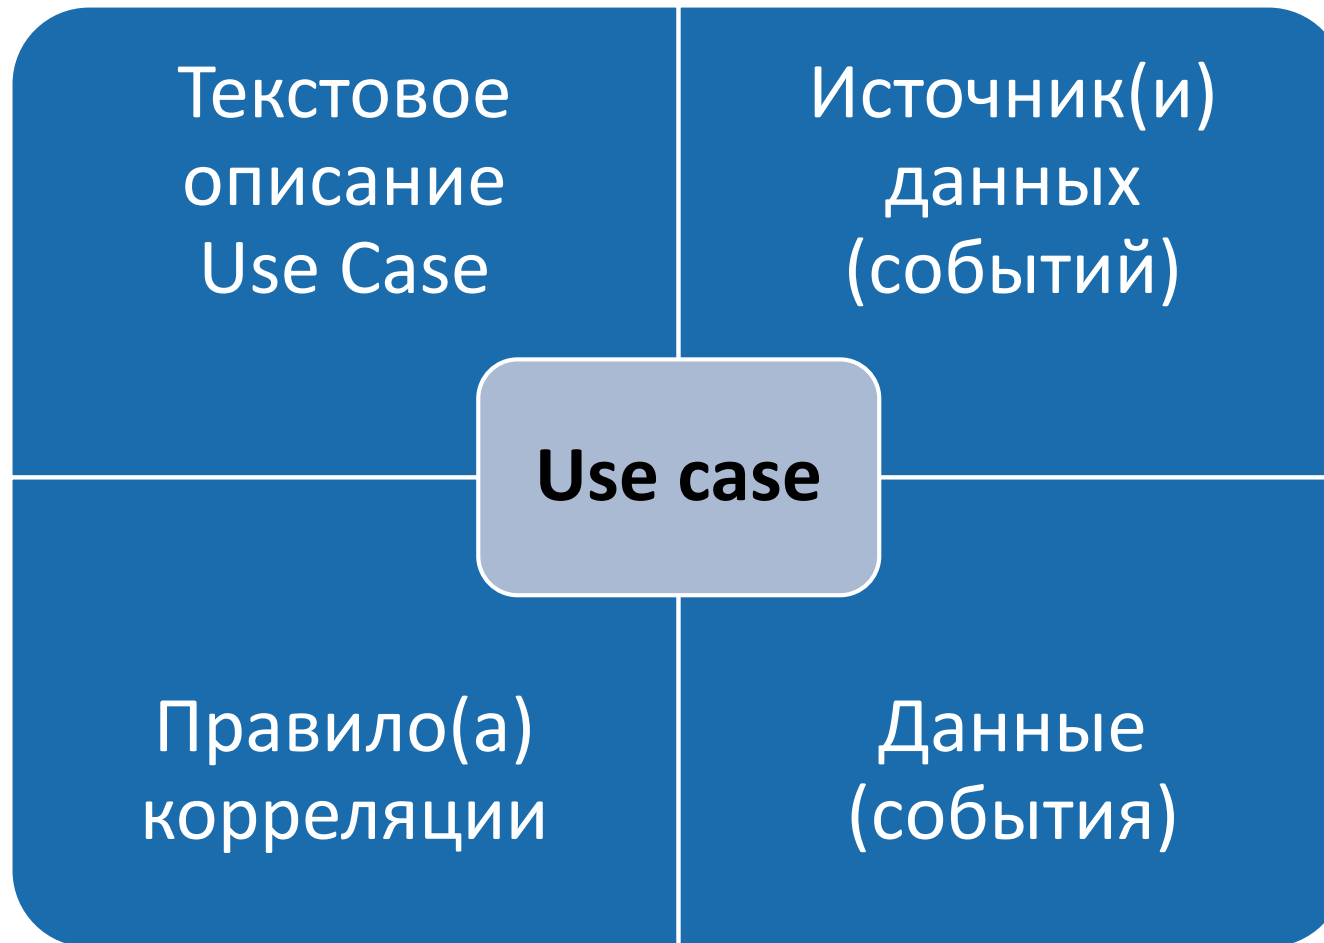 Текстовое
описание
Use Case
Источник(и)
данных
(событий)
Use case
Правило(а)
корреляции
Данные
(события)